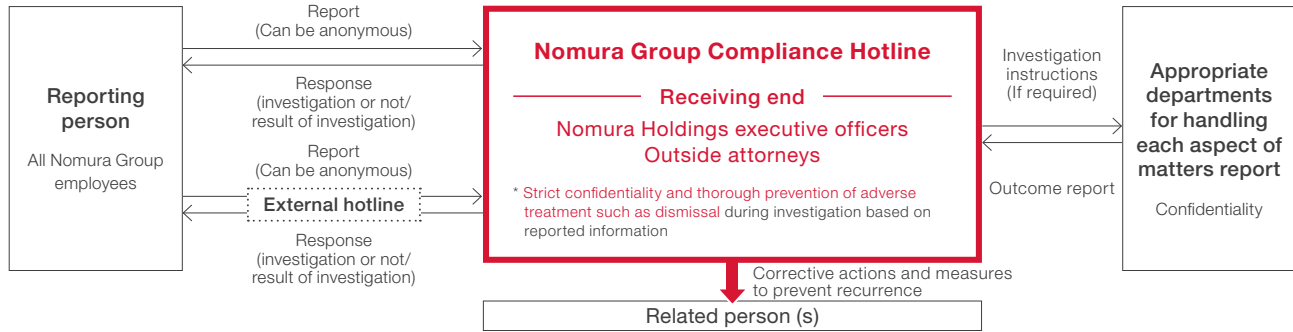 Reporting
person
All Nomura Group
employees
Report
(Can be anonymous)
Response
(investigation or not/
result of investigation)
Report
(Can be anonymous)
External hotline
Response
(investigation or not/
result of investigation)
Nomura Group Compliance Hotline
Receiving end
Nomura Holdings executive officers
Outside attorneys
* Strict confidentiality and thorough prevention of adverse
treatment such as dismissal during investigation based on
reported information
Corrective actions and measures
to prevent recurrence
Related person (s)
Investigation
instructions
(If required)
Outcome report
Appropriate
departments
for handling
each aspect of
matters report
Confidentiality